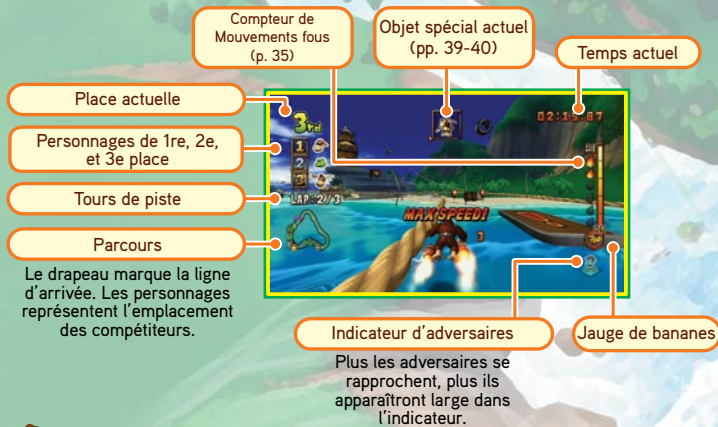 Compteur de
Mouvements fous
(p. 35)
Objet spécial actuel
(pp. 39-40)
Temps actuel
Place actuelle
Personnages de 1re, 2e,
et 3e place
Tours de piste
Parcours
Le drapeau marque la ligne
d'arrivée. Les personnages
représentent l'emplacement
des compétiteurs.
3rd
1
2
3
LAP:2/3
MAX SPEED!
Indicateur d'adversaires
Plus les adversaires se
rapprochent, plus ils
apparaîtront large dans
l'indicateur.
Jauge de bananes